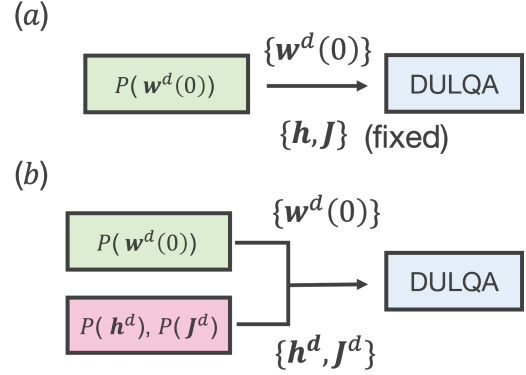 (a)
P( w^d(0)) {w^d(0)} DULQA
{h, J} (fixed)
(b)
{w^d(0)}
P( w^d(0))
DULQA
P( h^d), P( J^d)
{h^d, J^d}